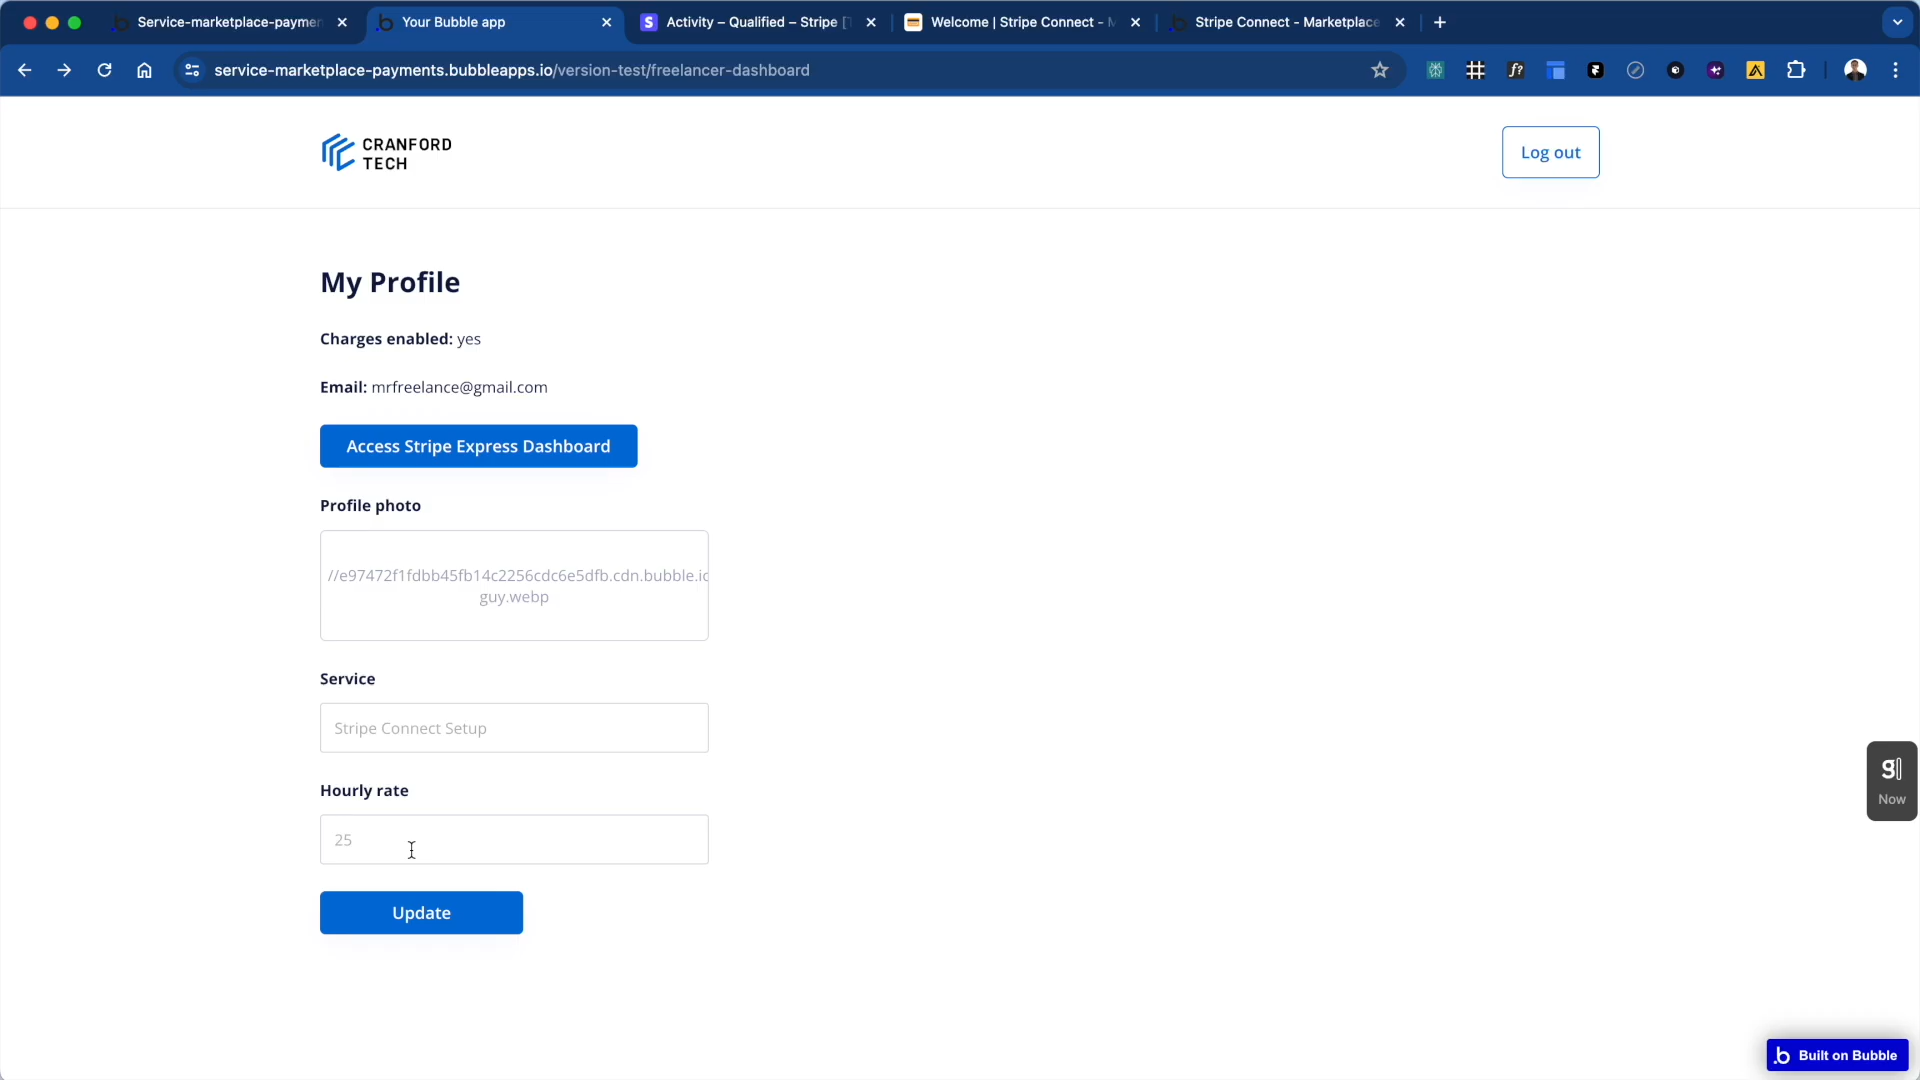 Service-marketplace-paymen
Your Bubble app
Activity – Qualified – Stripe [
Welcome | Stripe Connect -
Stripe Connect - Marketplace
service-marketplace-payments.bubbleapps.io/version-test/freelancer-dashboard
CRANFORD
TECH
Log out
My Profile
Charges enabled: yes
Email: mrfreelance@gmail.com
Access Stripe Express Dashboard
Profile photo
//e97472f1fdbb45fb14c2256cdc6e5dfb.cdn.bubble.io
guy.webp
Service
Stripe Connect Setup
Hourly rate
25
Update
g
Now
Built on Bubble